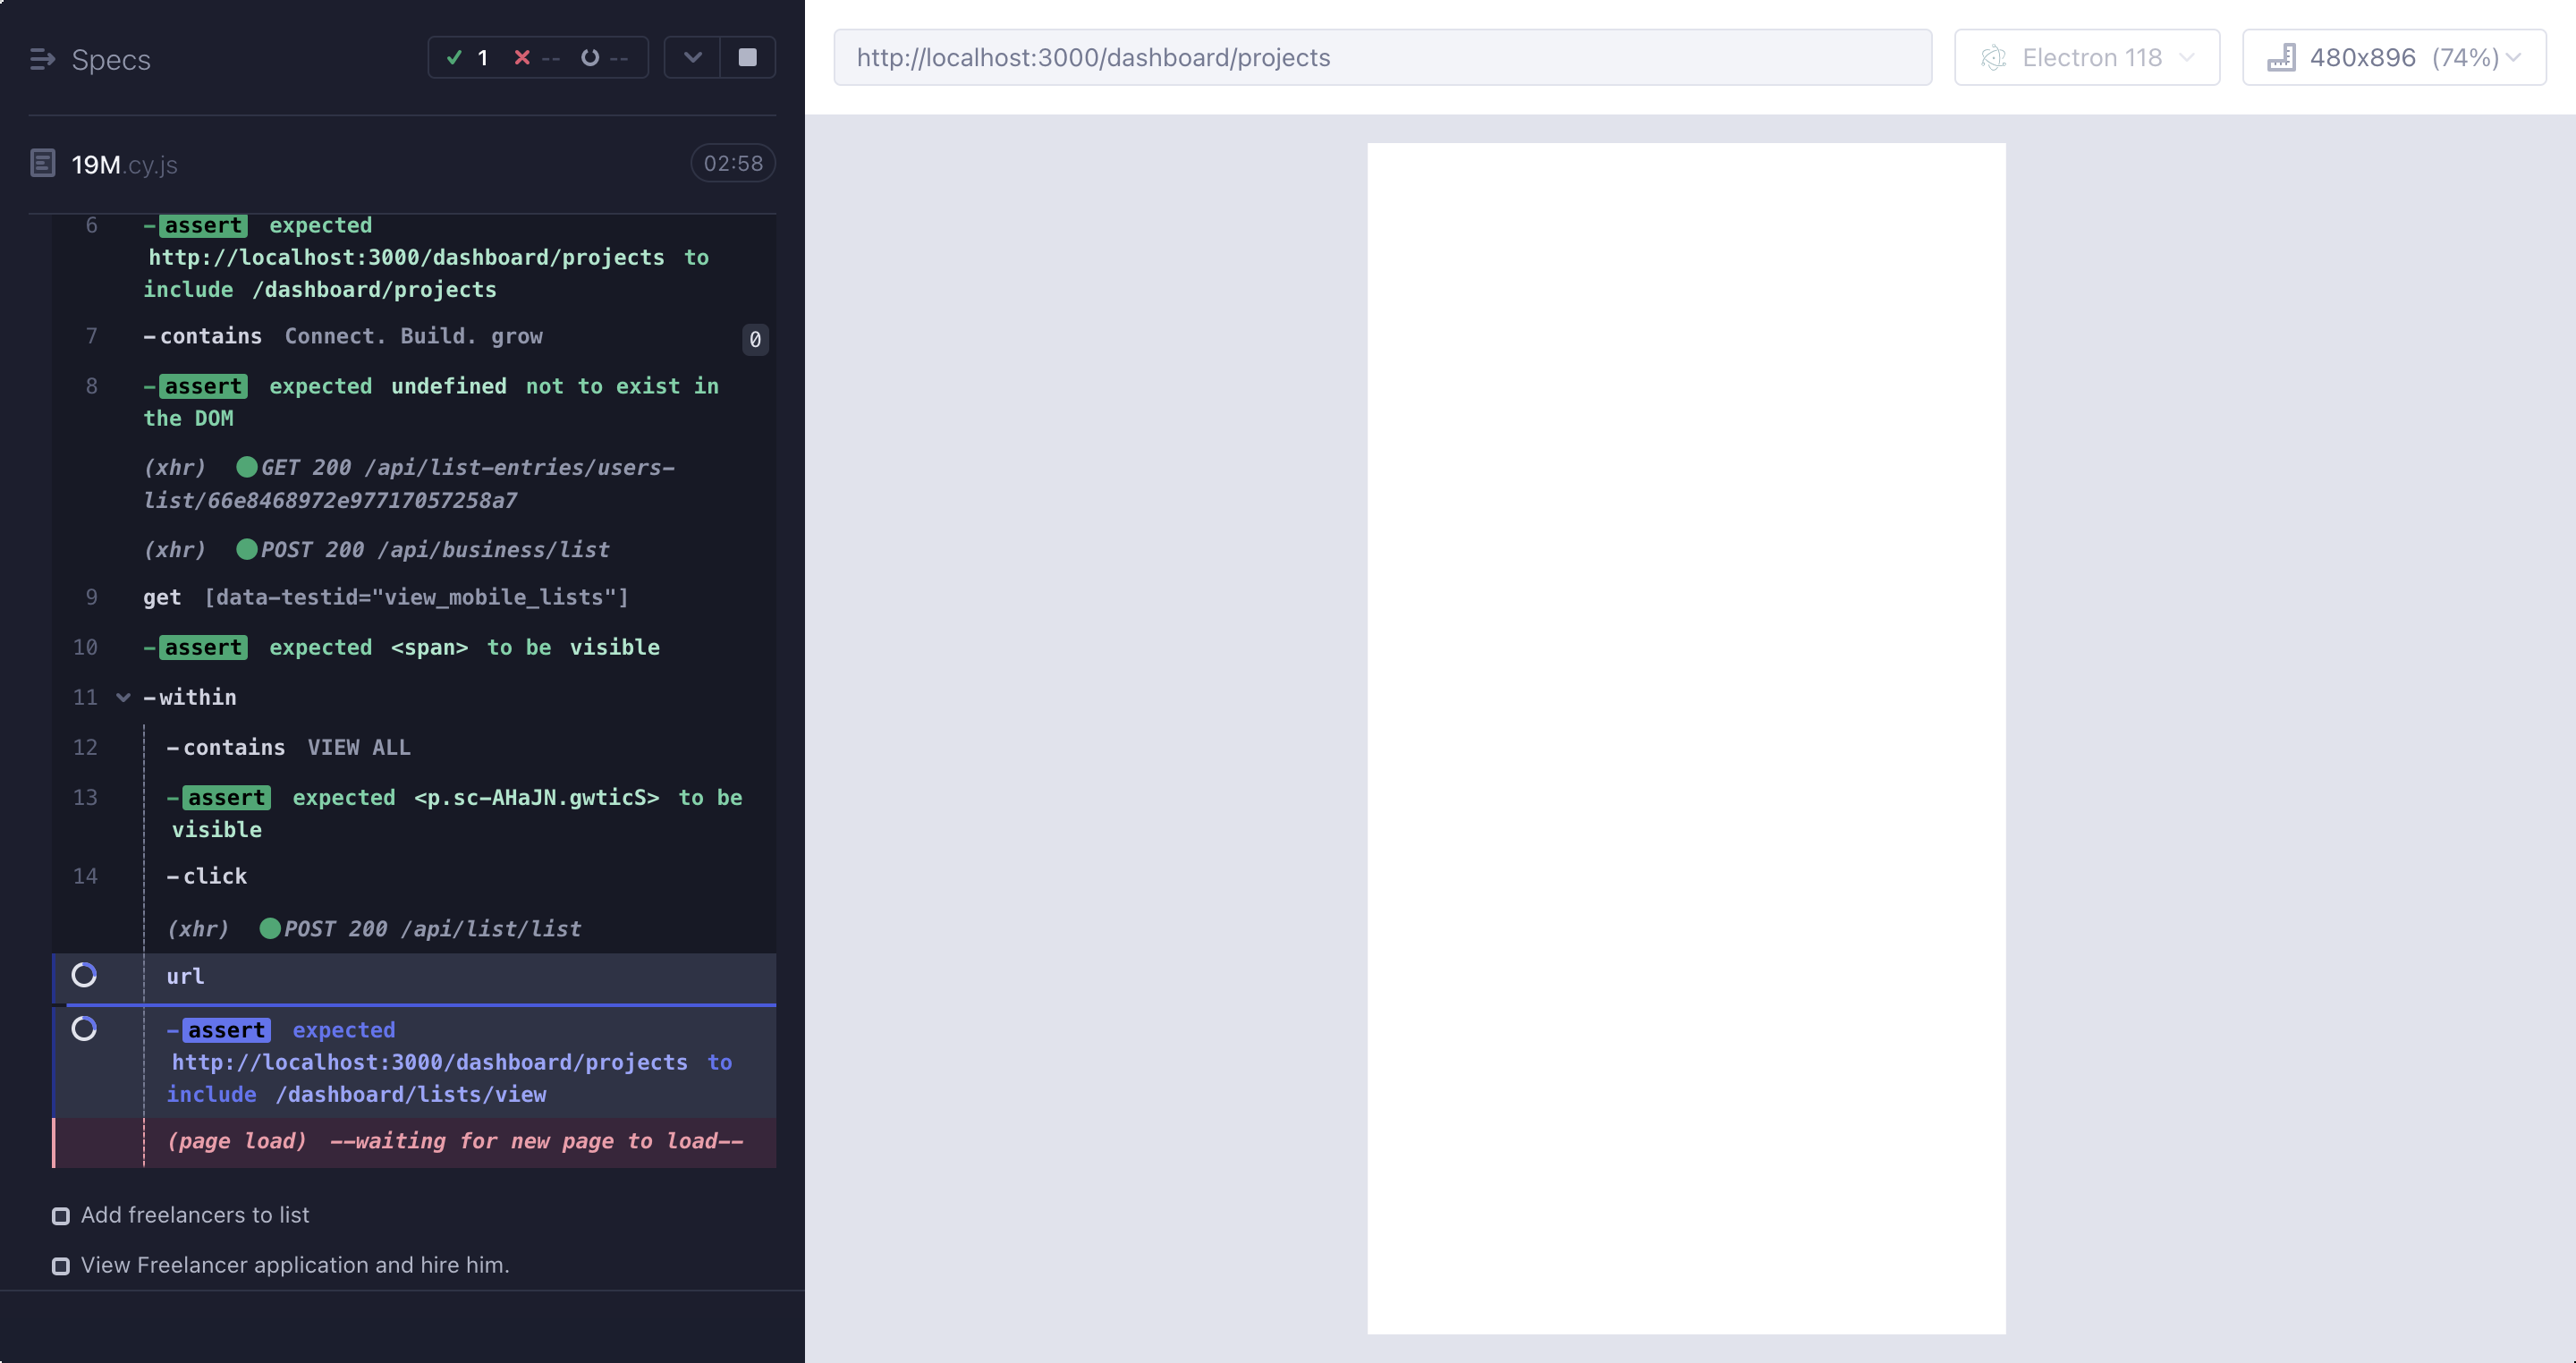 Specs
1 -- --
19M.cy.js
02:58
6 -assert expected
http://localhost:3000/dashboard/projects to
include /dashboard/projects
7 -contains Connect. Build. grow 0
8 -assert expected undefined not to exist in
the DOM
(xhr) GET 200 /api/list-entries/users-
list/66e8468972e97717057258a7
(xhr) POST 200 /api/business/list
9 get [data-testid="view_mobile_lists"]
10 -assert expected <span> to be visible
11 -within
12 -contains VIEW ALL
13 -assert expected <p.sc-AHaJN.gwticS> to be
visible
14 -click
(xhr) POST 200 /api/list/list
url
-assert expected
http://localhost:3000/dashboard/projects to
include /dashboard/lists/view
(page load) --waiting for new page to load--
Add freelancers to list
View Freelancer application and hire him.
http://localhost:3000/dashboard/projects
Electron 118
480x896 (74%)